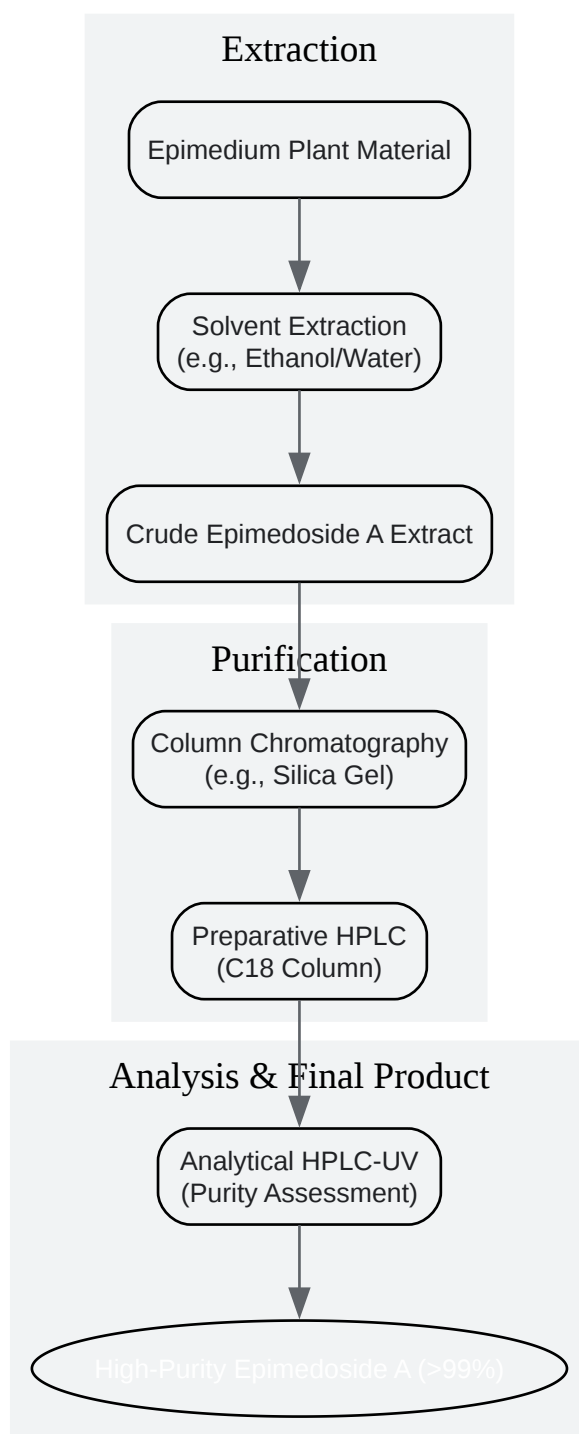 Extraction
Epimedium Plant Material
Solvent Extraction
(e.g., Ethanol/Water)
Crude Epimedoside A Extract
Purification
Column Chromatography
(e.g., Silica Gel)
Preparative HPLC
(C18 Column)
Analysis & Final Product
Analytical HPLC-UV
(Purity Assessment)
High-Purity Epimedoside A (>99%)